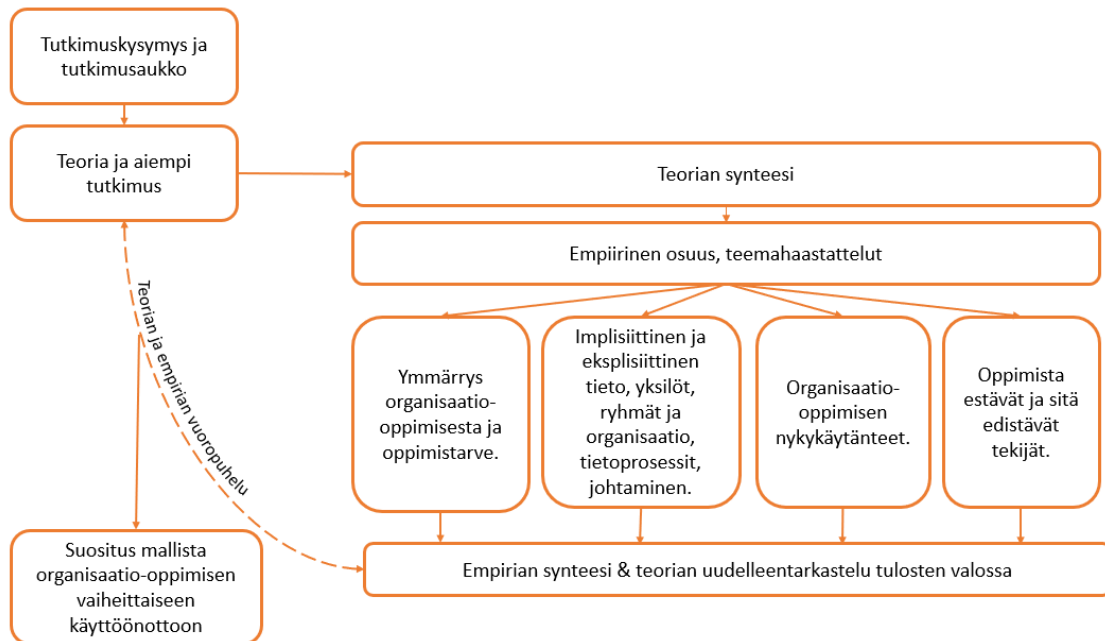 Tutkimuskysymys ja
tutkimusaukko
Teoria ja aiempi
tutkimus
Teorian synteesi
Empiirinen osuus, teemahaastattelut
Ymmärrys
organisaatio-
oppimisesta ja
oppimistarve.
Implisiittinen ja
eksplisiittinen
tieto, yksilöt,
ryhmät ja
organisaatio,
tietoprosessit,
johtaminen.
Organisaatio-
oppimisen
nykykäytänteet.
Oppimista
estävät ja sitä
edistävät
tekijät.
Teorian ja empirian vuoropuhelu
Suositus mallista
organisaatio-oppimisen
vaiheittaiseen
käyttöönottoon
Empirian synteesi & teorian uudelleentarkastelu tulosten valossa